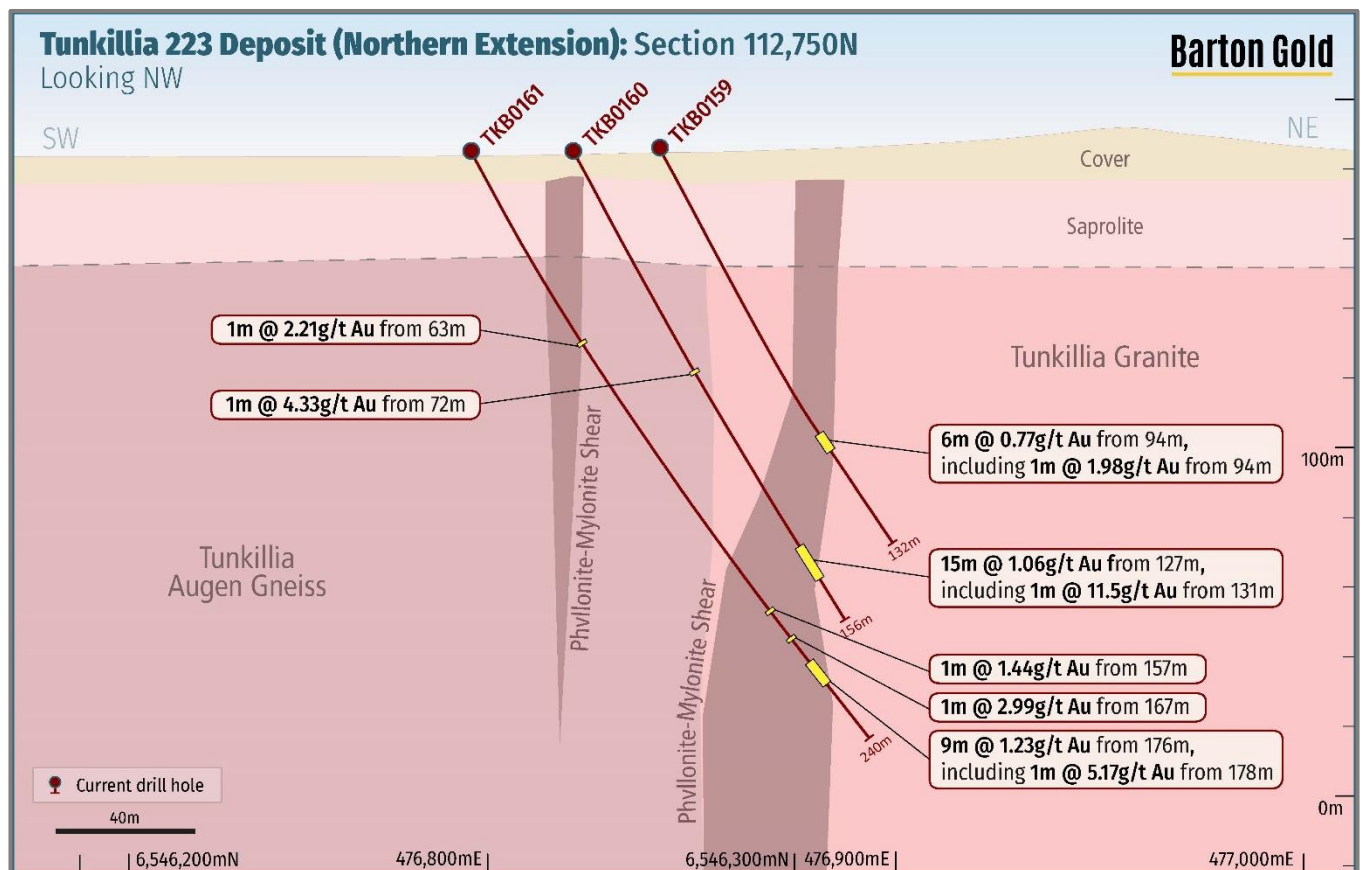 Tunkillia 223 Deposit (Northern Extension): Section 112,750N
Looking NW
Barton Gold
SW
NE
TKB0161
TKB0160
TKB0159
Cover
Saprolite
1m @ 2.21g/t Au from 63m
1m @ 4.33g/t Au from 72m
Tunkillia Granite
6m @ 0.77g/t Au from 94m,
including 1m @ 1.98g/t Au from 94m
100m
Phyllonite-Mylonite Shear
132m
Tunkillia
Augen Gneiss
15m @ 1.06g/t Au from 127m,
including 1m @ 11.5g/t Au from 131m
Phyllonite-Mylonite Shear
156m
1m @ 1.44g/t Au from 157m
1m @ 2.99g/t Au from 167m
9m @ 1.23g/t Au from 176m,
including 1m @ 5.17g/t Au from 178m
240m
Current drill hole
40m
0m
6,546,200mN
476,800mE
6,546,300mN
476,900mE
477,000mE